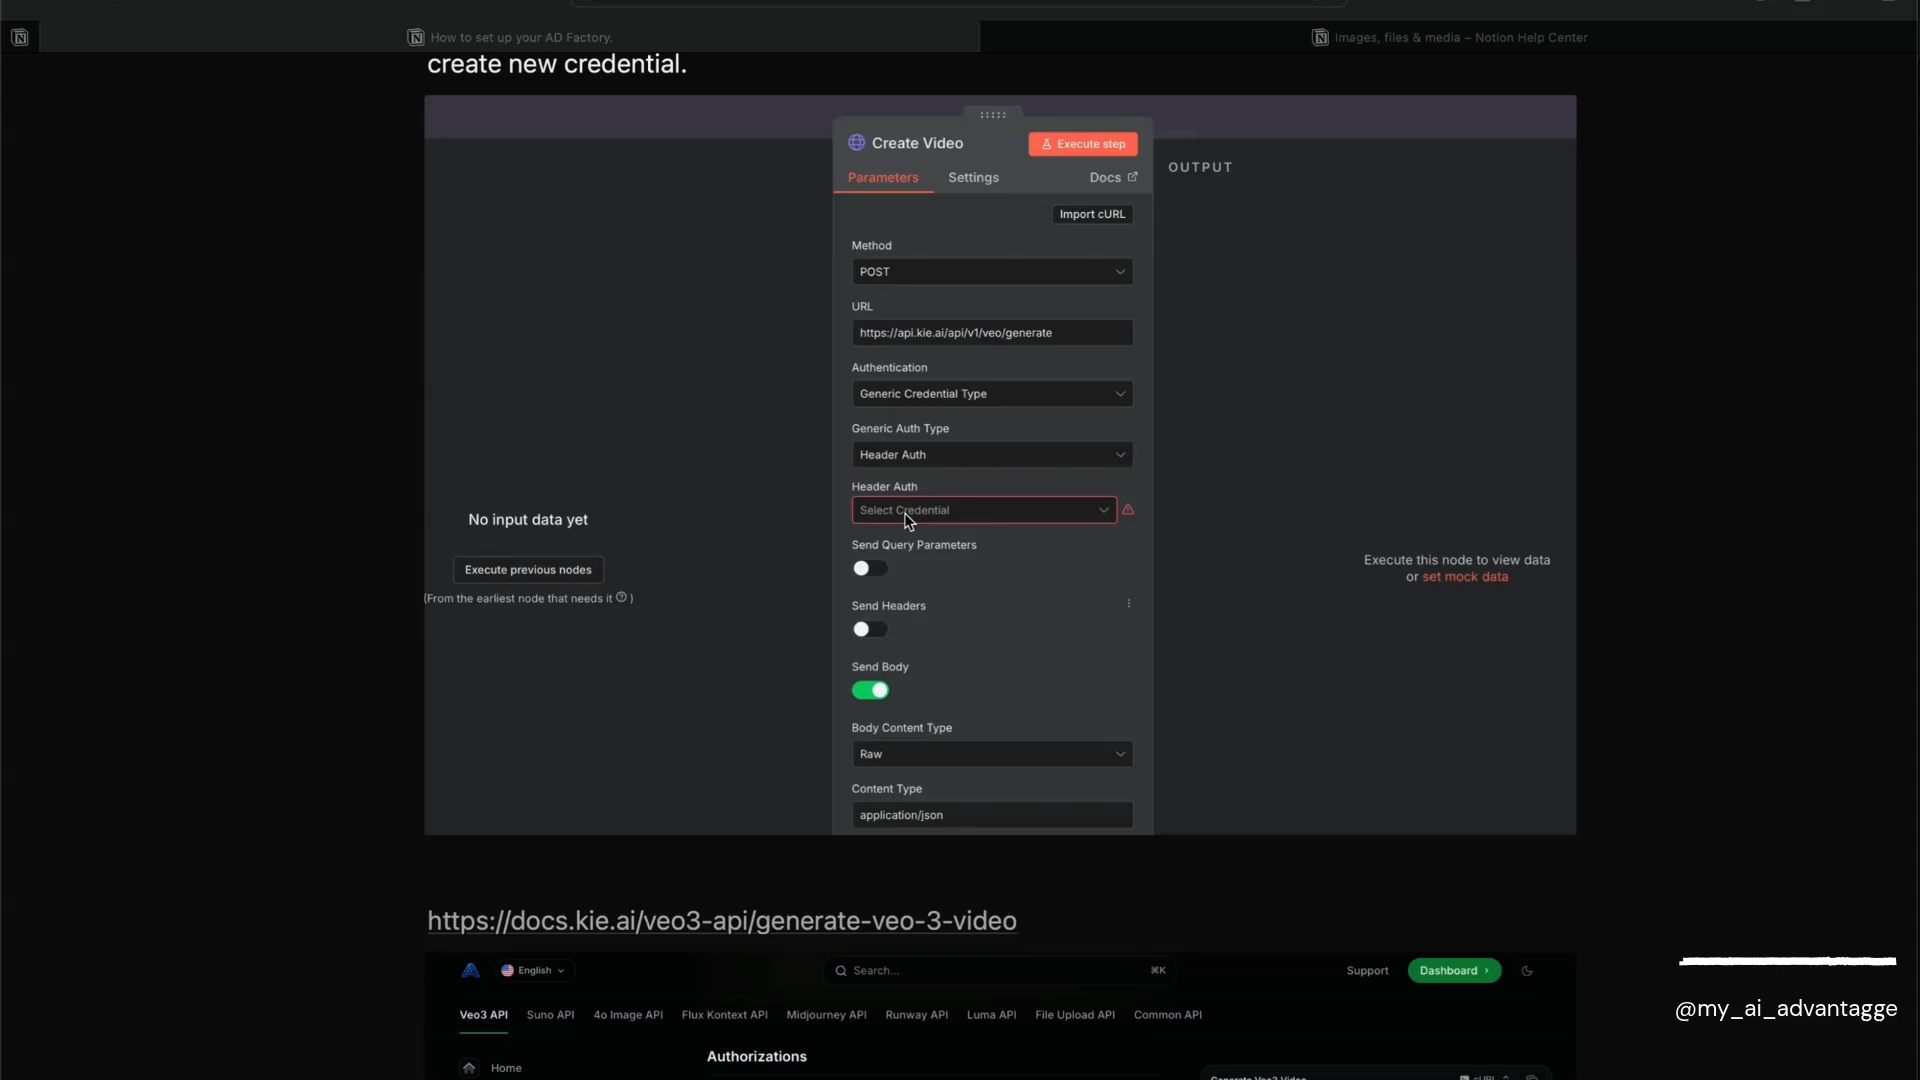 How to set up your AD Factory.
Images, files & media – Notion Help Center
create new credential.
Create Video
Execute step
OUTPUT
Parameters
Settings
Docs
Import cURL
Method
POST
URL
https://api.kie.ai/api/v1/veo/generate
Authentication
Generic Credential Type
Generic Auth Type
Header Auth
Header Auth
Select Credential
No input data yet
Execute previous nodes
(From the earliest node that needs it ? )
Send Query Parameters
Send Headers
Send Body
Body Content Type
Raw
Content Type
application/json
Execute this node to view data
or set mock data
https://docs.kie.ai/veo3-api/generate-veo-3-video
English
Search...
⌘K
Support
Dashboard
Veo3 API
Suno API
4o Image API
Flux Kontext API
Midjourney API
Runway API
Luma API
File Upload API
Common API
Authorizations
Home
Generate Veo3 Video
cURL
@my_ai_advantagge